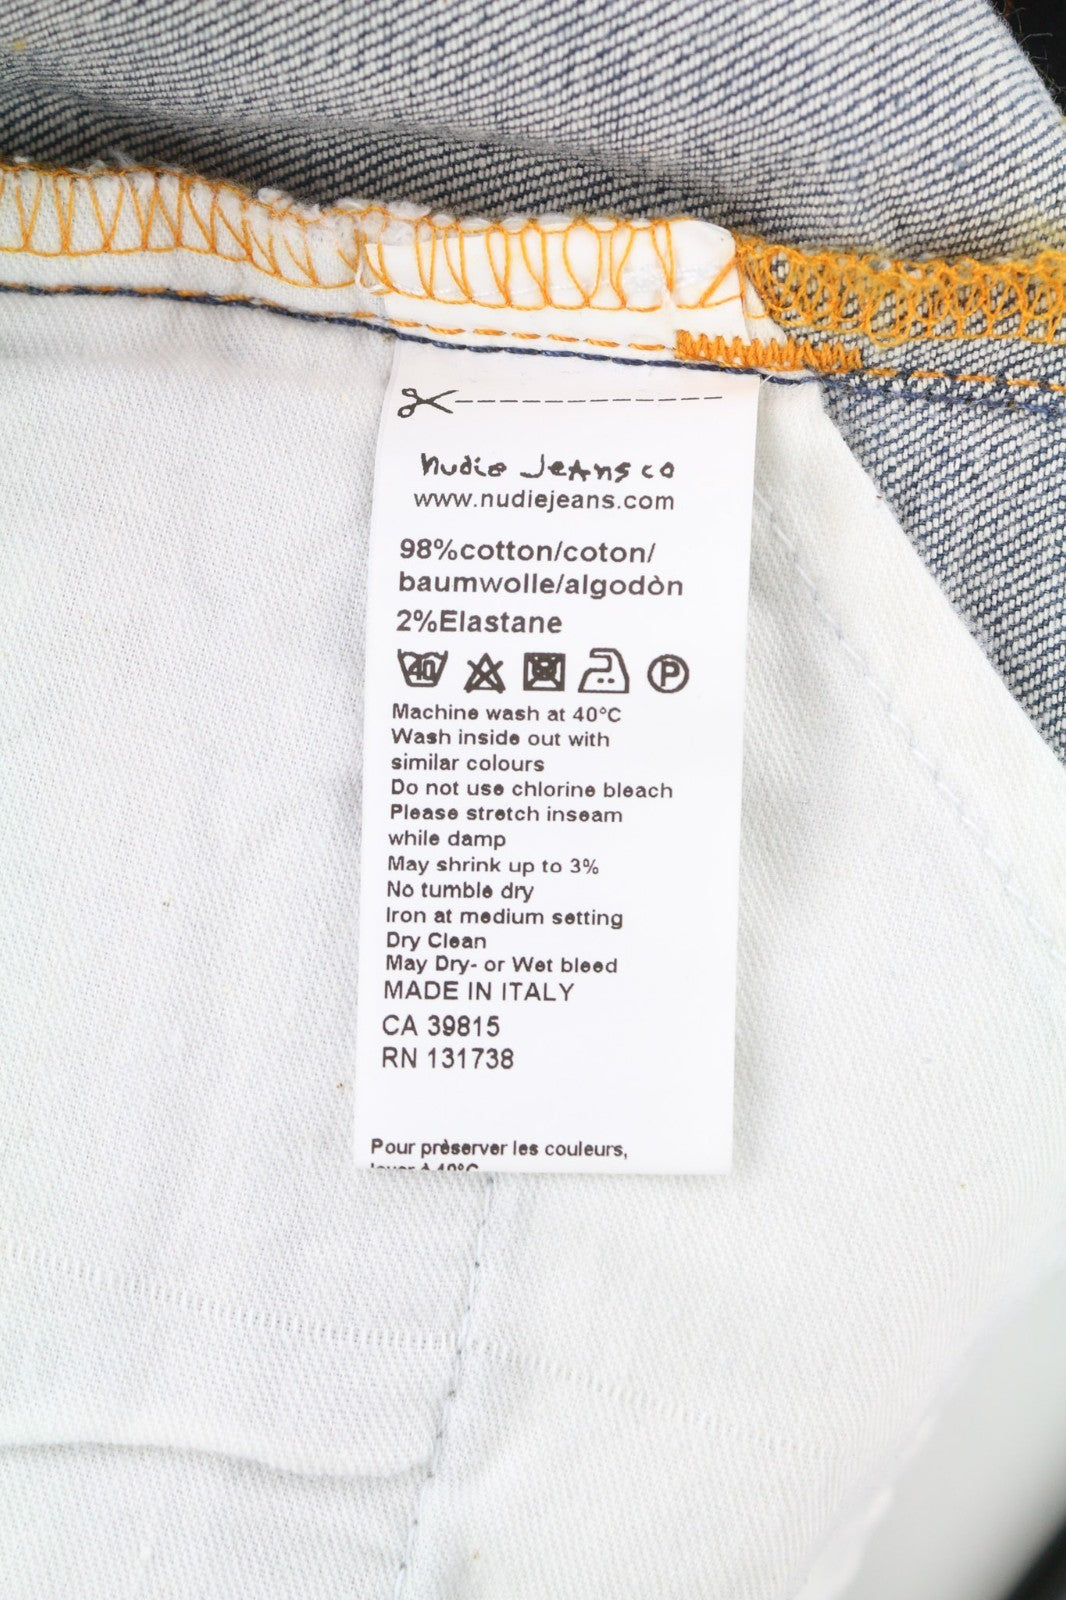 nudie Jeans co
www.nudiejeans.com
98%cotton/coton/
baumwolle/algodòn
2%Elastane
40 P
Machine wash at 40°C
Wash inside out with
similar colours
Do not use chlorine bleach
Please stretch inseam
while damp
May shrink up to 3%
No tumble dry
Iron at medium setting
Dry Clean
May Dry- or Wet bleed
MADE IN ITALY
CA 39815
RN 131738
Pour prèserver les couleurs,